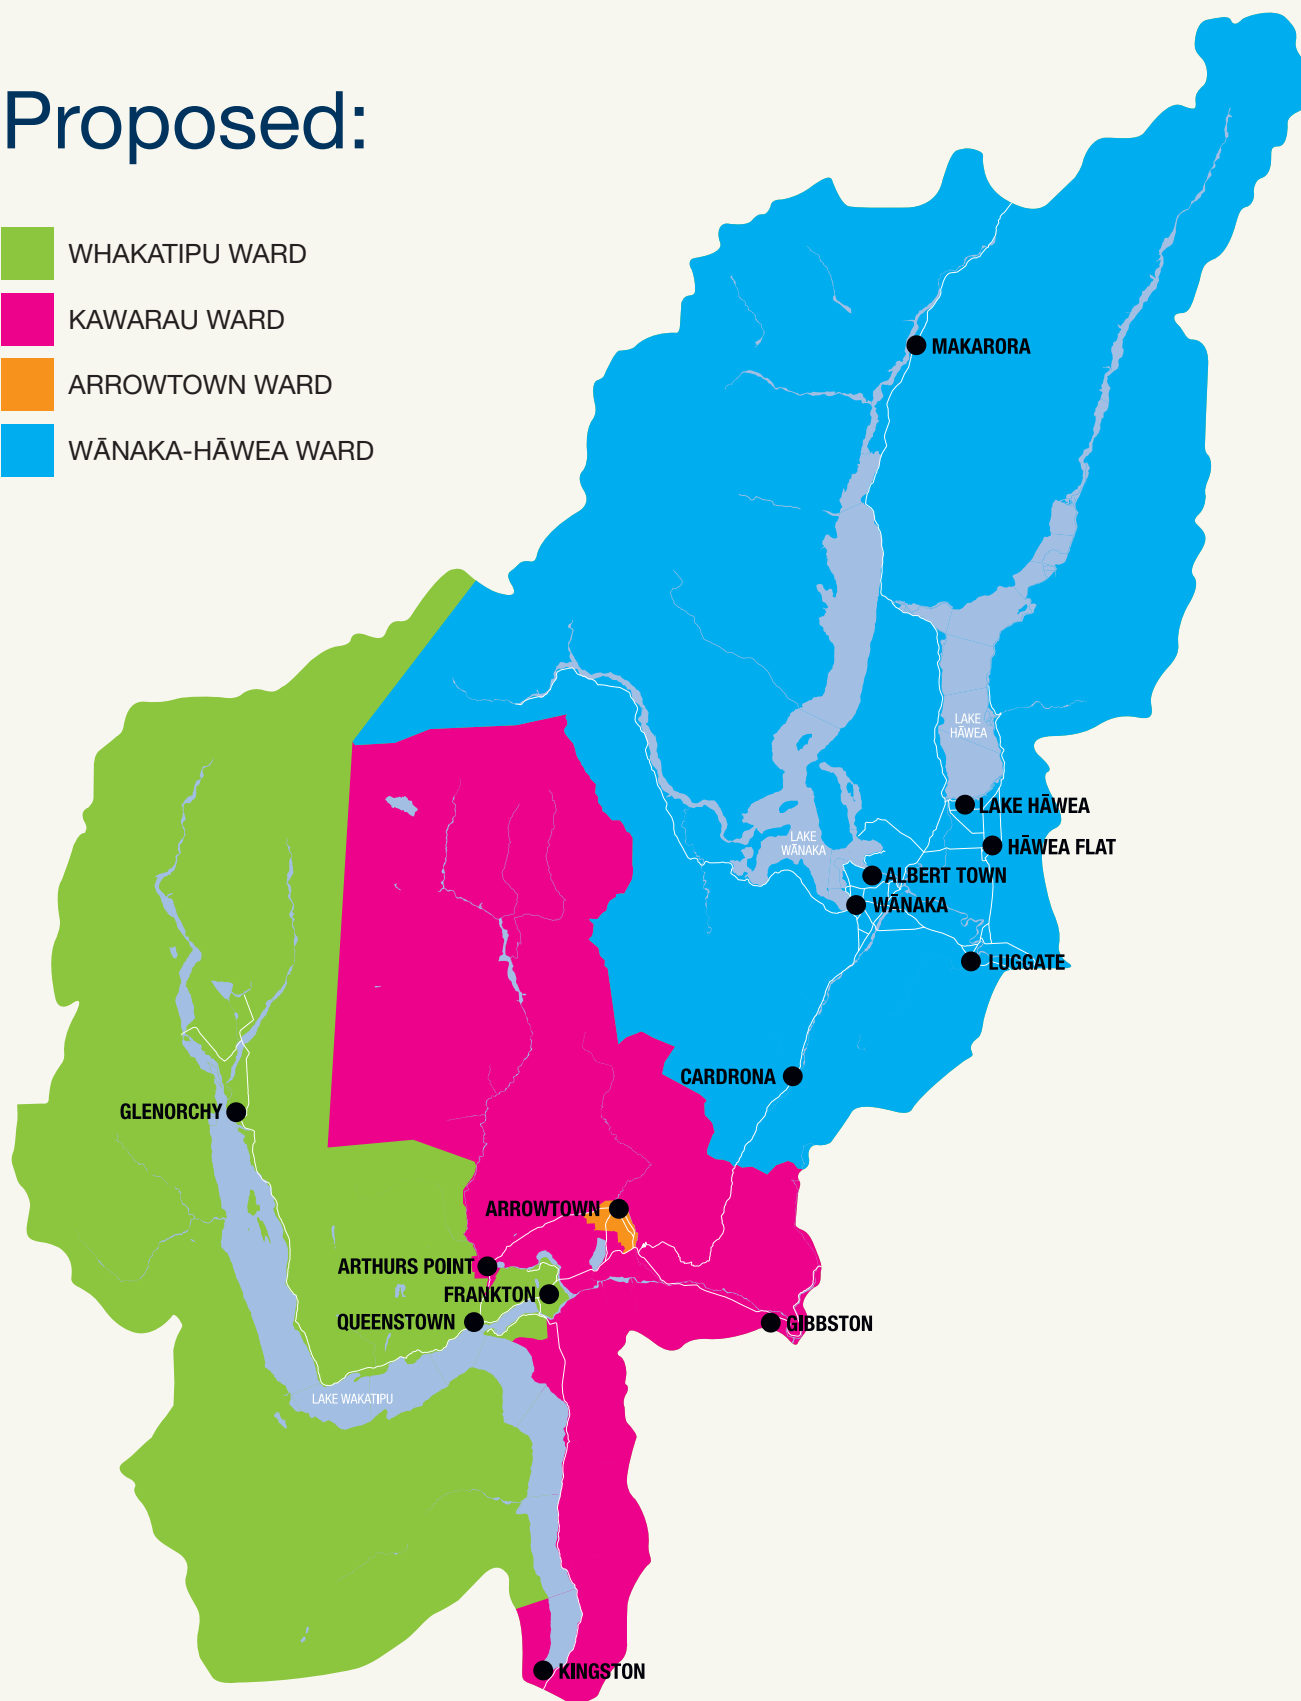 Proposed:
WHAKATIPU WARD
KAWARAU WARD
ARROWTOWN WARD
WĀNAKA-HĀWEA WARD
MAKARORA
LAKE
HĀWEA
LAKE HĀWEA
LAKE
WĀNAKA
HĀWEA FLAT
ALBERT TOWN
WĀNAKA
LUGGATE
CARDRONA
GLENORCHY
ARROWTOWN
ARTHURS POINT
FRANKTON
QUEENSTOWN
GIBBSTON
LAKE WAKATIPU
KINGSTON